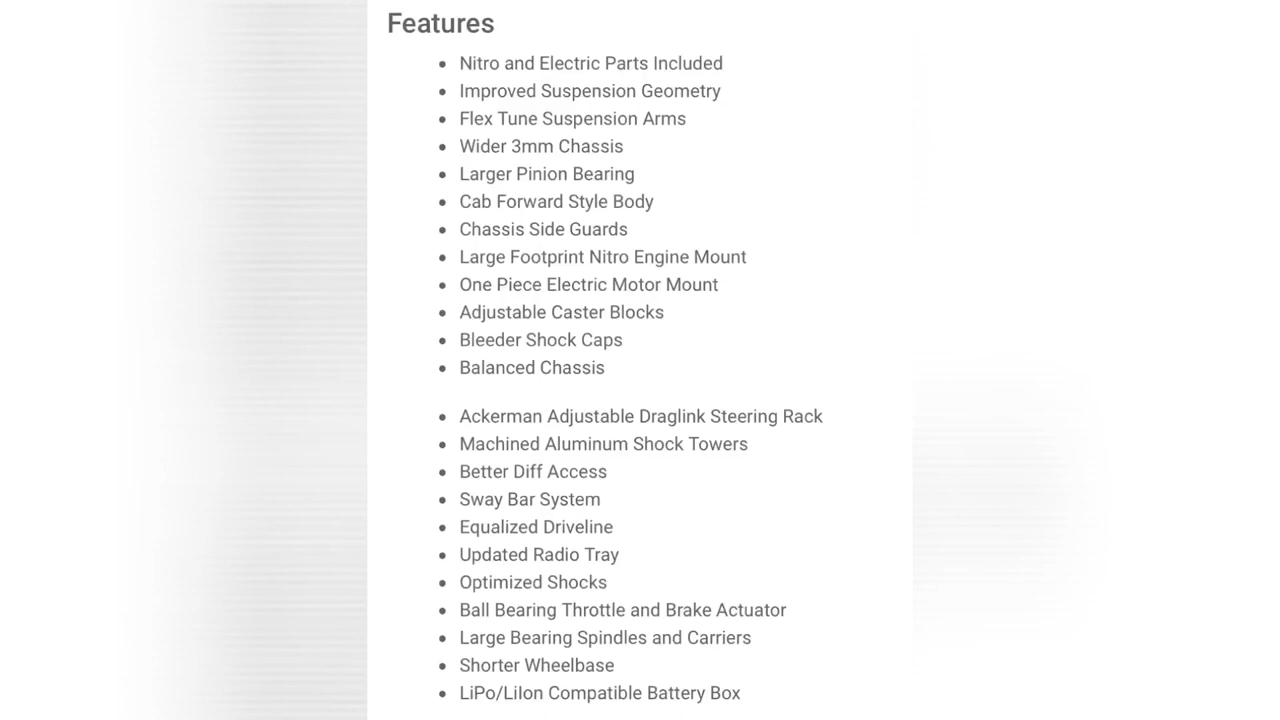 Features
Nitro and Electric Parts Included
Improved Suspension Geometry
Flex Tune Suspension Arms
Wider 3mm Chassis
Larger Pinion Bearing
Cab Forward Style Body
Chassis Side Guards
Large Footprint Nitro Engine Mount
One Piece Electric Motor Mount
Adjustable Caster Blocks
Bleeder Shock Caps
Balanced Chassis
Ackerman Adjustable Draglink Steering Rack
Machined Aluminum Shock Towers
Better Diff Access
Sway Bar System
Equalized Driveline
Updated Radio Tray
Optimized Shocks
Ball Bearing Throttle and Brake Actuator
Large Bearing Spindles and Carriers
Shorter Wheelbase
LiPo/LiIon Compatible Battery Box